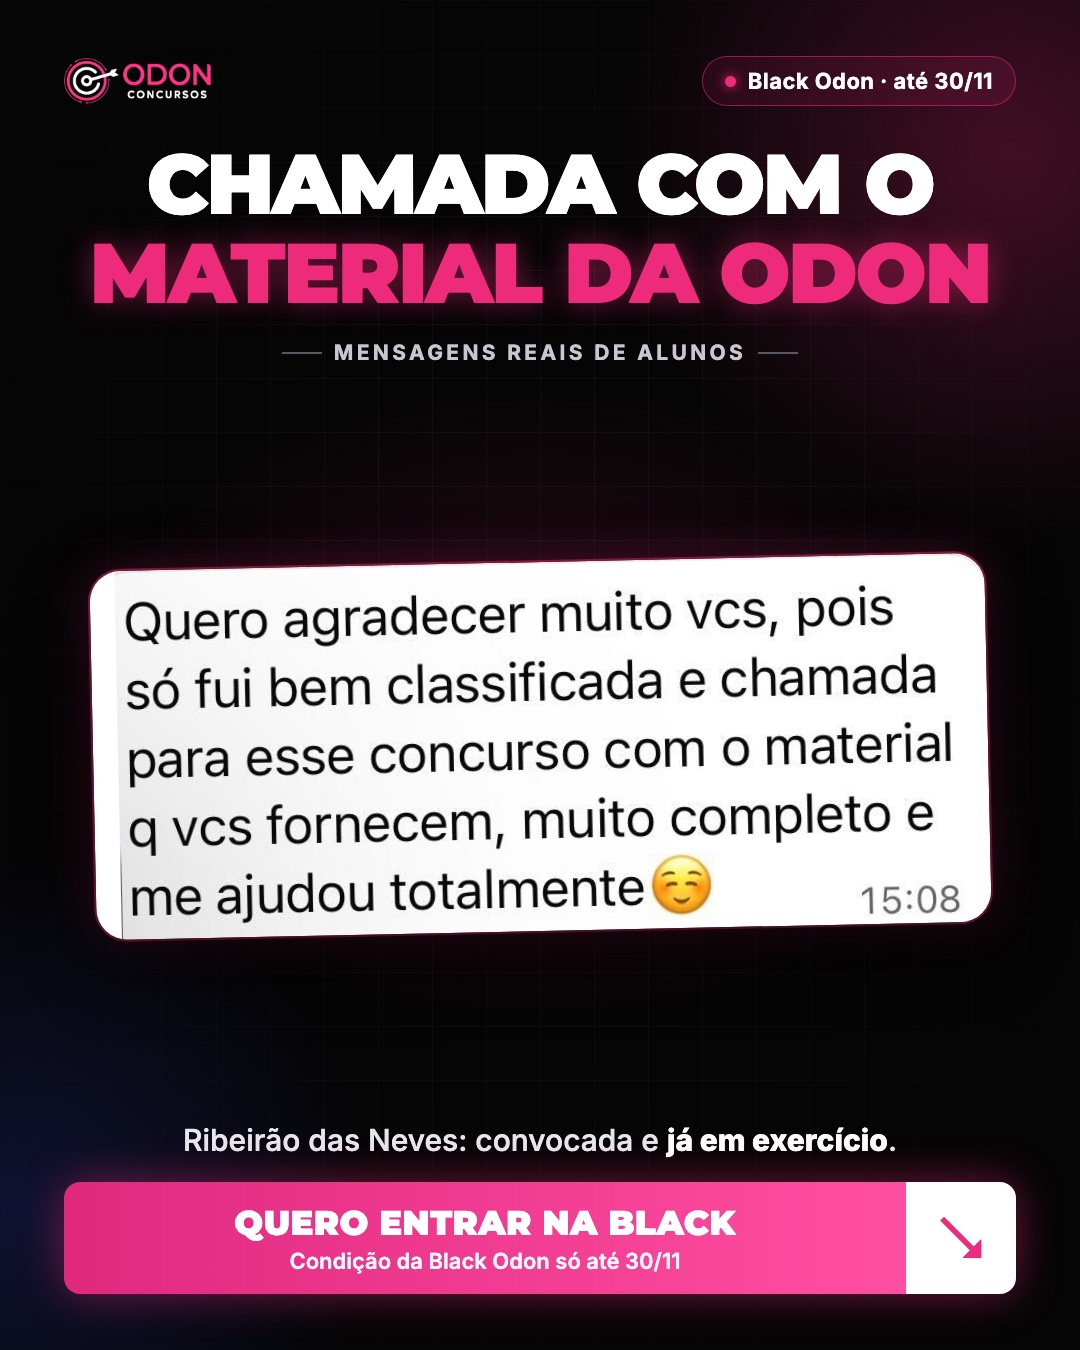 ODON
CONCURSOS
Black Odon · até 30/11
CHAMADA COM O
MATERIAL DA ODON
MENSAGENS REAIS DE ALUNOS
Quero agradecer muito vcs, pois
só fui bem classificada e chamada
para esse concurso com o material
q vcs fornecem, muito completo e
me ajudou totalmente☺️
15:08
Ribeirão das Neves: convocada e já em exercício.
QUERO ENTRAR NA BLACK
Condição da Black Odon só até 30/11